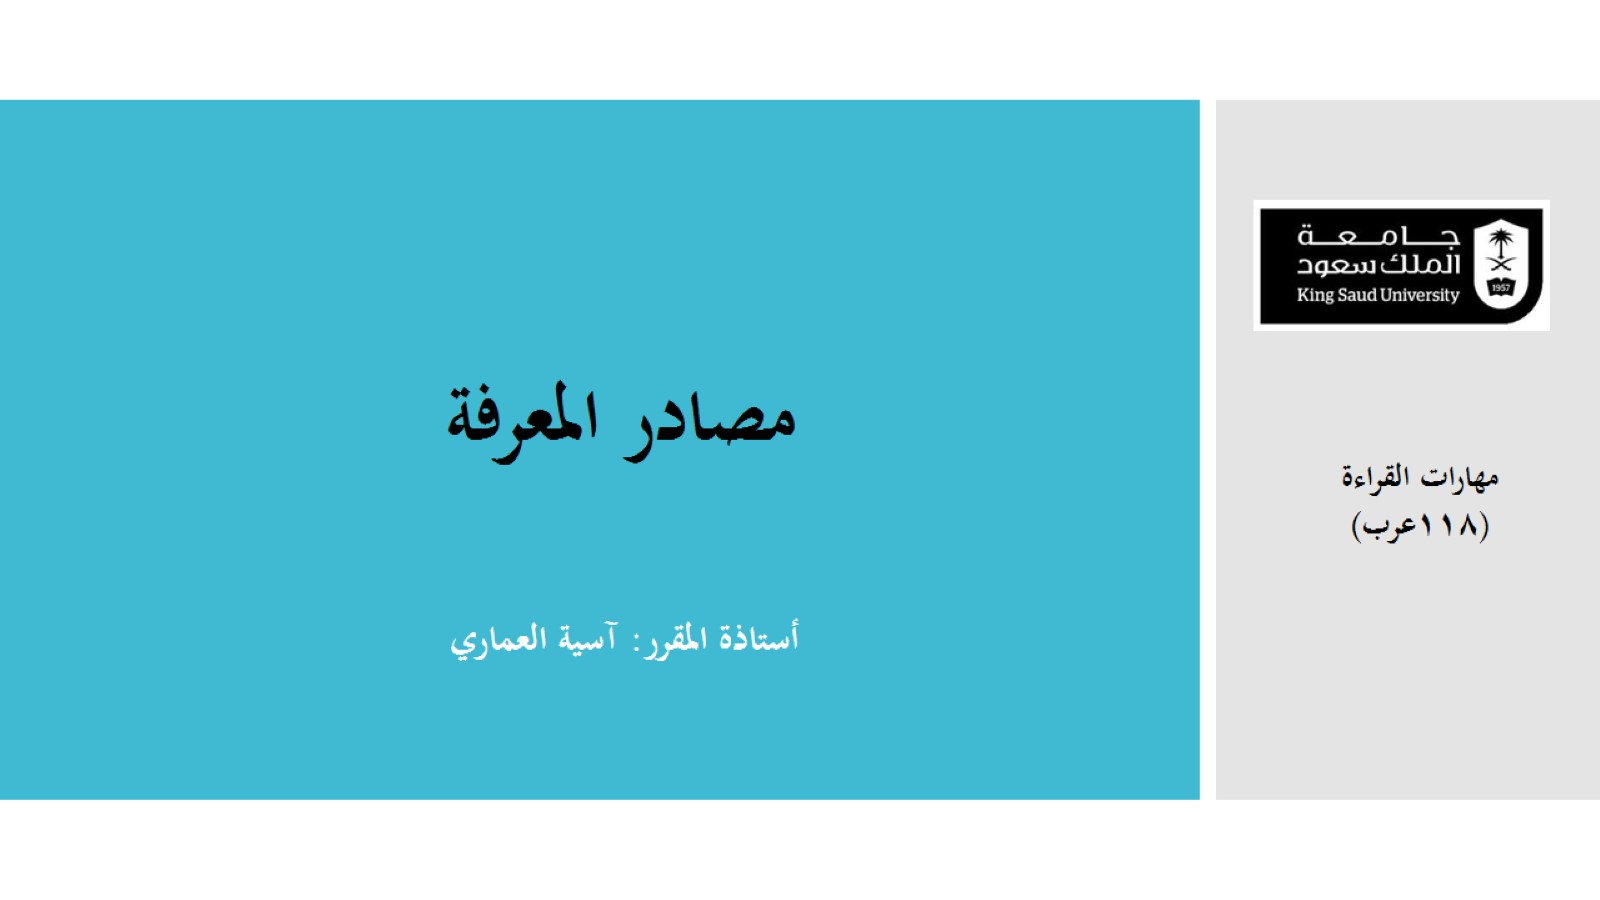 جامعة
الملك سعود
King Saud University
1957
مصادر المعرفة
مهارات القراءة
(١١٨عرب)
أستاذة المقرر: آسية العماري